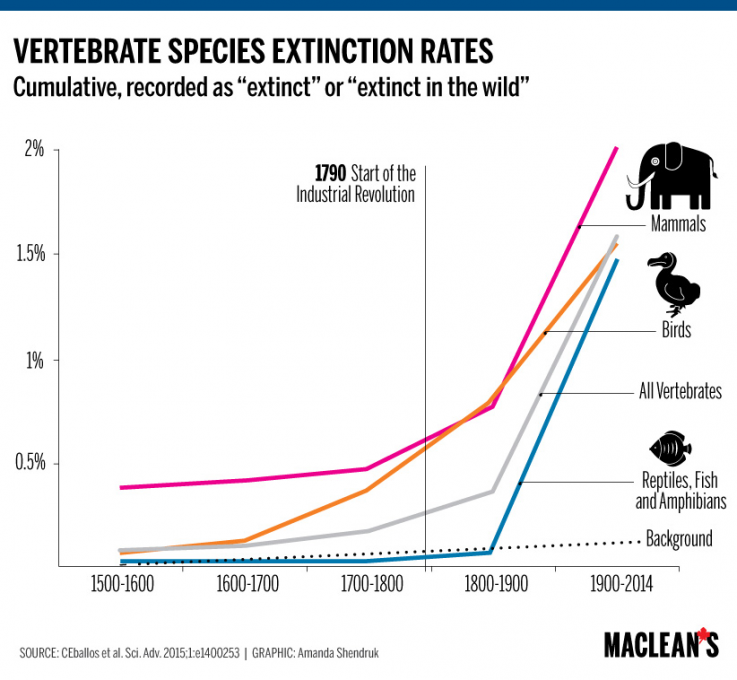 VERTEBRATE SPECIES EXTINCTION RATES
Cumulative, recorded as “extinct” or “extinct in the wild”
2%
1790 Start of the
Industrial Revolution
Mammals
1.5%
Birds
1%
All Vertebrates
0.5%
Reptiles, Fish
and Amphibians
Background
1500-1600
1600-1700
1700-1800
1800-1900
1900-2014
SOURCE: CEballos et al. Sci. Adv. 2015;1:e1400253 | GRAPHIC: Amanda Shendruk
MACLEAN'S